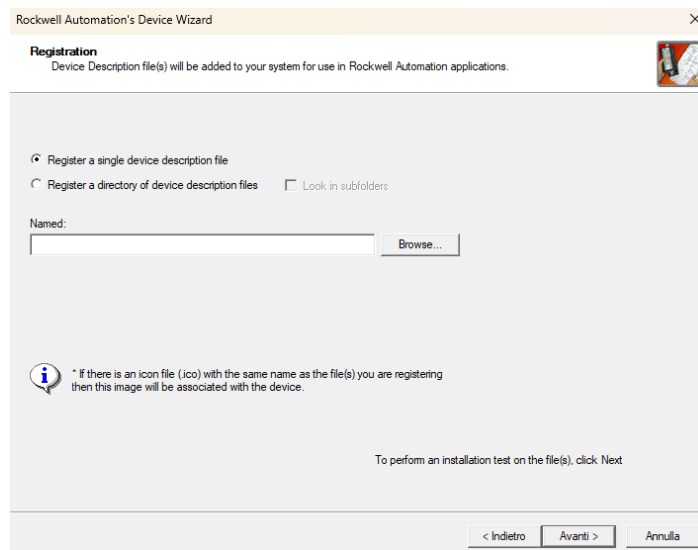 Rockwell Automation's Device Wizard
Registration
Device Description file(s) will be added to your system for use in Rockwell Automation applications.
Register a single device description file
Register a directory of device description files Look in subfolders
Named:
Browse...
* If there is an icon file (.ico) with the same name as the file(s) you are registering
then this image will be associated with the device.
To perform an installation test on the file(s), click Next
< Indietro Avanti > Annulla